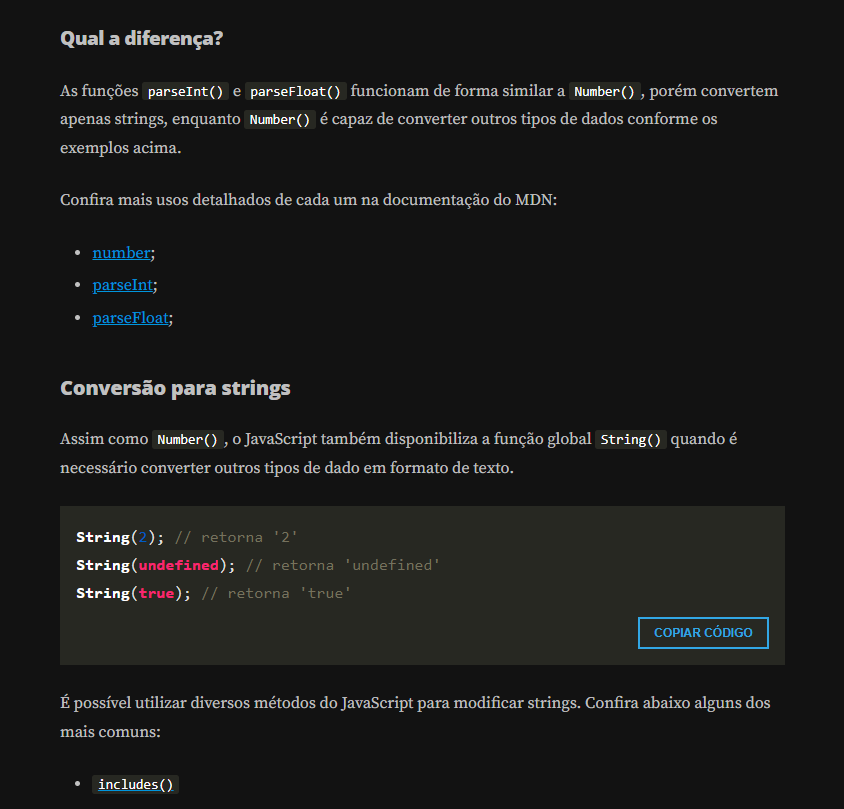 Qual a diferença?
As funções parseInt() e parseFloat() funcionam de forma similar a Number(), porém convertem
apenas strings, enquanto Number() é capaz de converter outros tipos de dados conforme os
exemplos acima.
Confira mais usos detalhados de cada um na documentação do MDN:
• number;
• parseInt;
• parseFloat;
Conversão para strings
Assim como Number(), o JavaScript também disponibiliza a função global String() quando é
necessário converter outros tipos de dado em formato de texto.
String(2); // retorna '2'
String(undefined); // retorna 'undefined'
String(true); // retorna 'true'
COPIAR CÓDIGO
É possível utilizar diversos métodos do JavaScript para modificar strings. Confira abaixo alguns dos
mais comuns:
• includes()